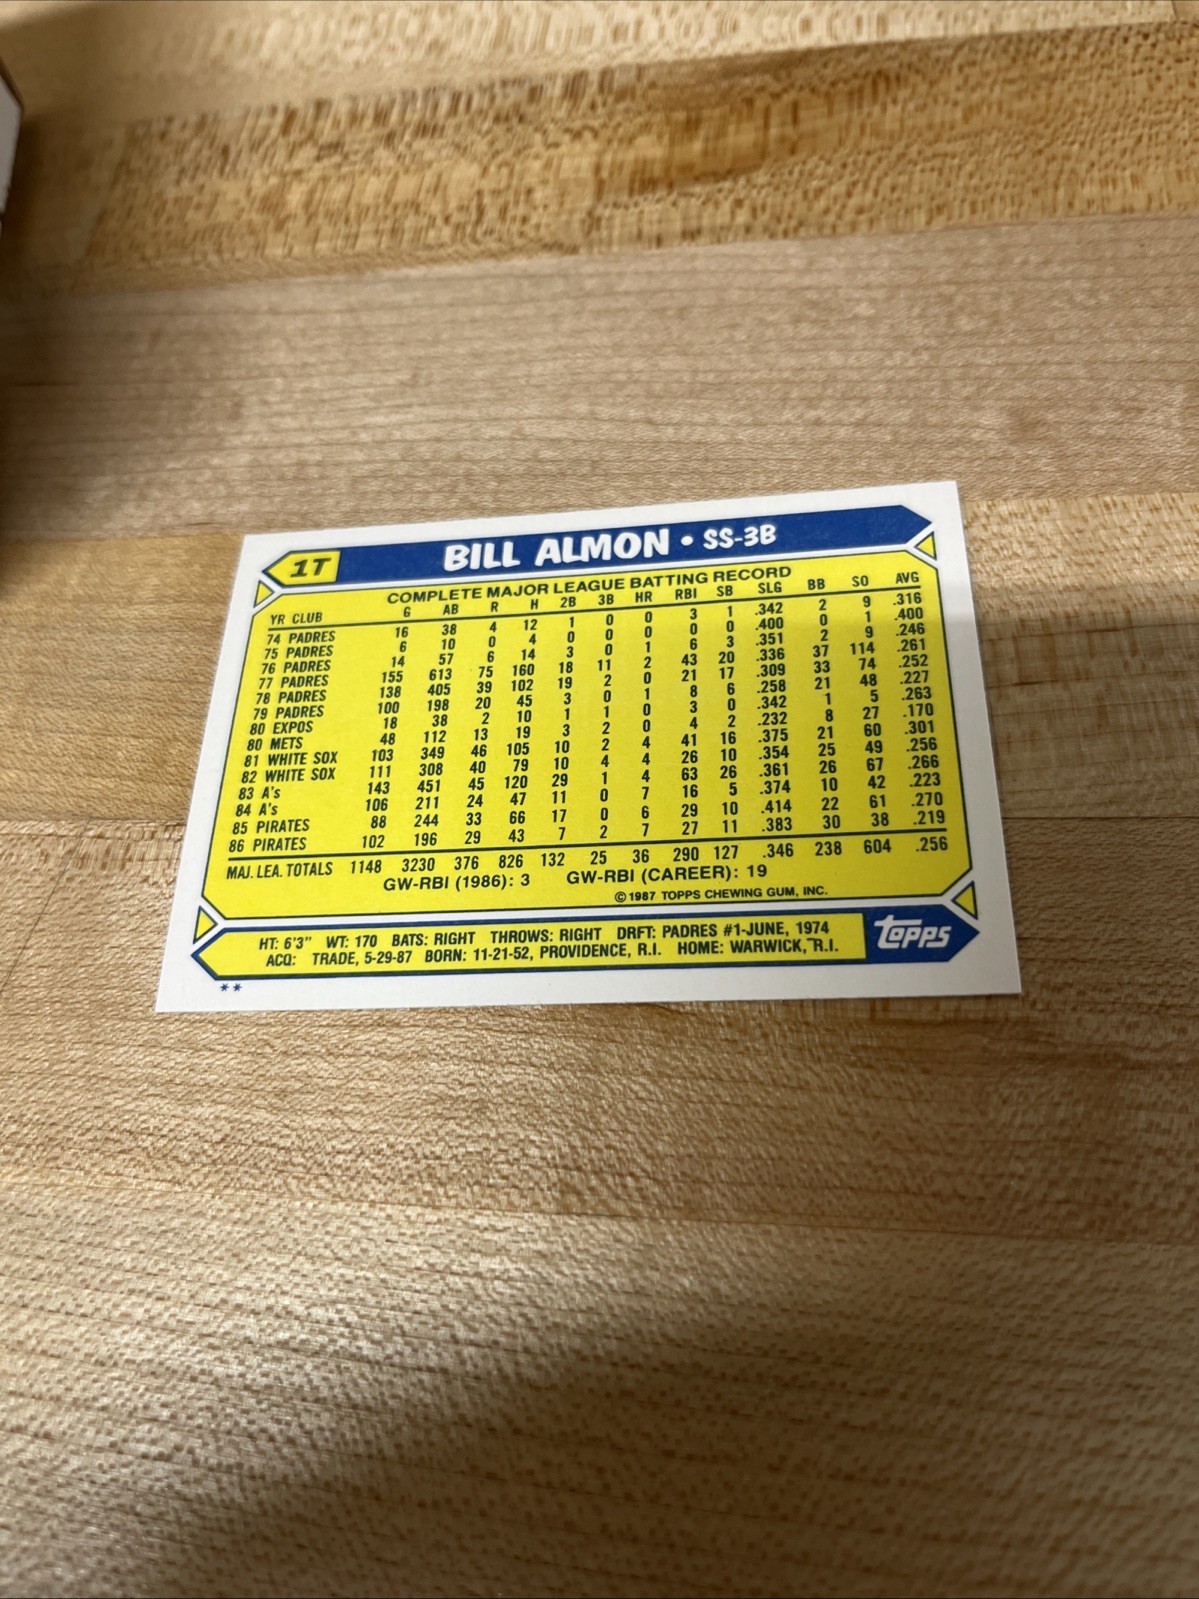 1T BILL ALMON • SS-3B
COMPLETE MAJOR LEAGUE BATTING RECORD
YR CLUB G AB R H 2B 3B HR RBI SB SLG BB SO AVG
74 PADRES 16 38 4 12 1 0 0 3 1 .342 2 9 .316
75 PADRES 6 10 0 4 0 0 0 0 0 .400 0 1 .400
76 PADRES 14 57 6 14 3 0 1 6 3 .351 2 9 .246
77 PADRES 155 613 75 160 18 11 2 43 20 .336 37 114 .261
78 PADRES 138 405 39 102 19 2 0 21 17 .309 33 74 .252
79 PADRES 100 198 20 45 3 0 1 8 6 .258 21 48 .227
80 EXPOS 18 38 2 10 1 1 0 3 0 .342 1 5 .263
80 METS 48 112 13 19 3 2 0 4 2 .232 8 27 .170
81 WHITE SOX 103 349 46 105 10 2 4 41 16 .375 21 60 .301
82 WHITE SOX 111 308 40 79 10 4 4 26 10 .354 25 49 .256
83 A's 143 451 45 120 29 1 4 63 26 .361 26 67 .266
84 A's 106 211 24 47 11 0 7 16 5 .374 10 42 .223
85 PIRATES 88 244 33 66 17 0 6 29 10 .414 22 61 .270
86 PIRATES 102 196 29 43 7 2 7 27 11 .383 30 38 .219
MAJ. LEA. TOTALS 1148 3230 376 826 132 25 36 290 127 .346 238 604 .256
GW-RBI (1986): 3 GW-RBI (CAREER): 19
©1987 TOPPS CHEWING GUM, INC.
HT: 6'3" WT: 170 BATS: RIGHT THROWS: RIGHT DRFT: PADRES #1-JUNE, 1974
ACQ: TRADE, 5-29-87 BORN: 11-21-52, PROVIDENCE, R.I. HOME: WARWICK, R.I.
TOPPS
**